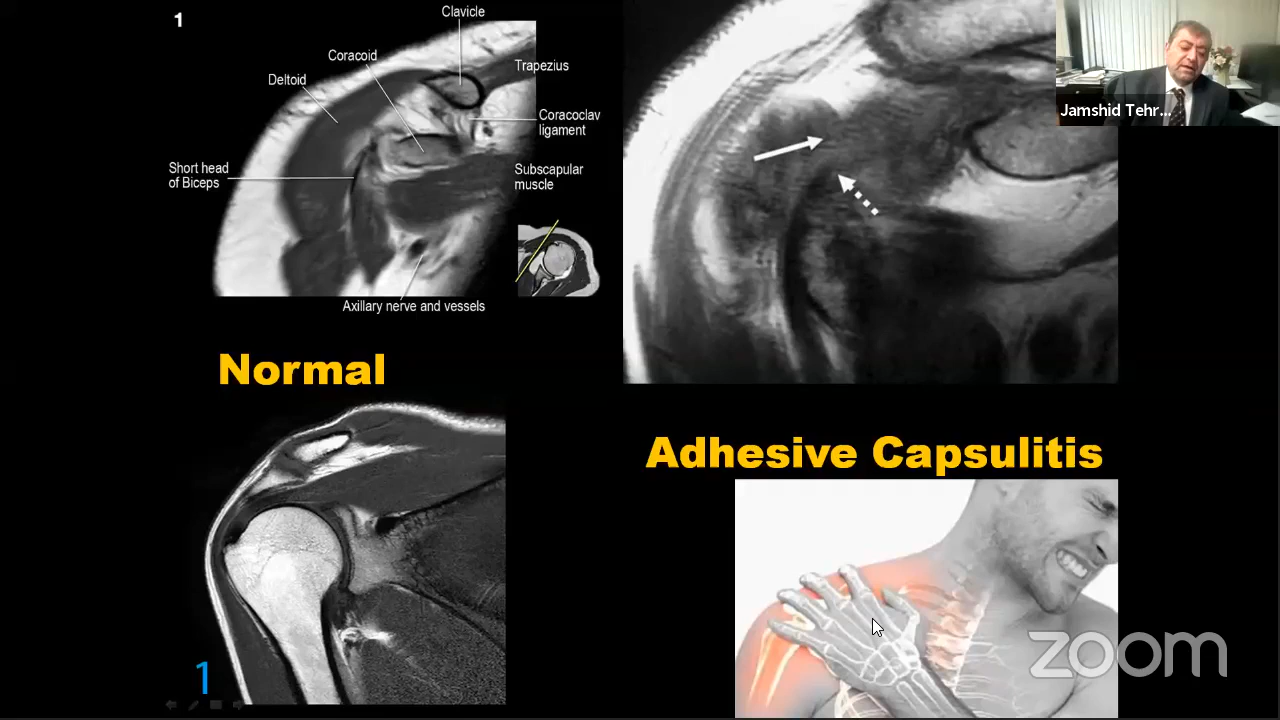 1
Clavicle
Coracoid
Trapezius
Deltoid
Coracoclav
ligament
Short head
of Biceps
Subscapular
muscle
Axillary nerve and vessels
Jamshid Tehr...
Normal
Adhesive Capsulitis
1
zoom